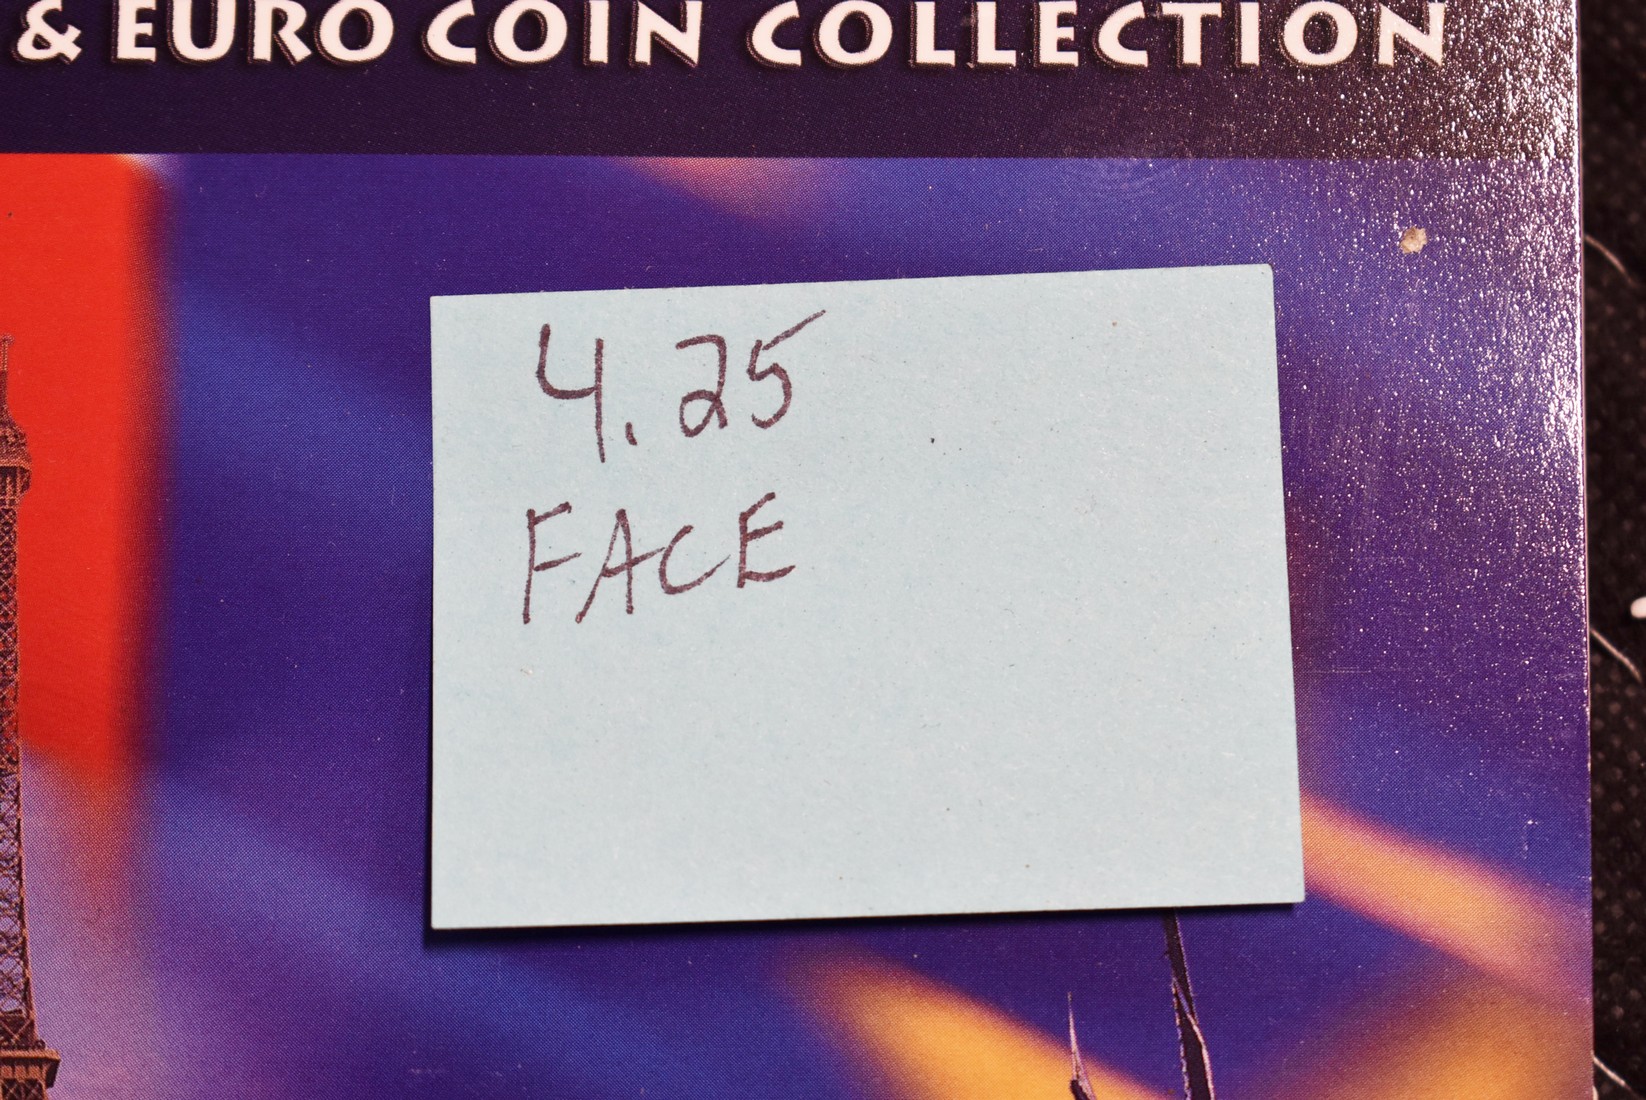 & EURO COIN COLLECTION
4.25
FACE